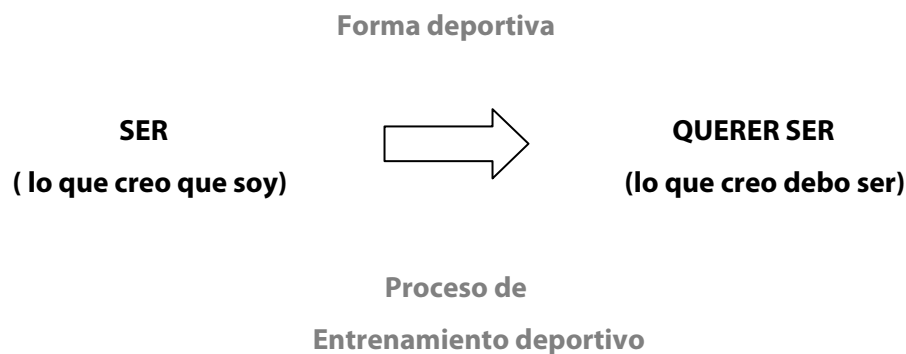 Forma deportiva
SER
QUERER SER
( lo que creo que soy)
(lo que creo debo ser)
Proceso de
Entrenamiento deportivo